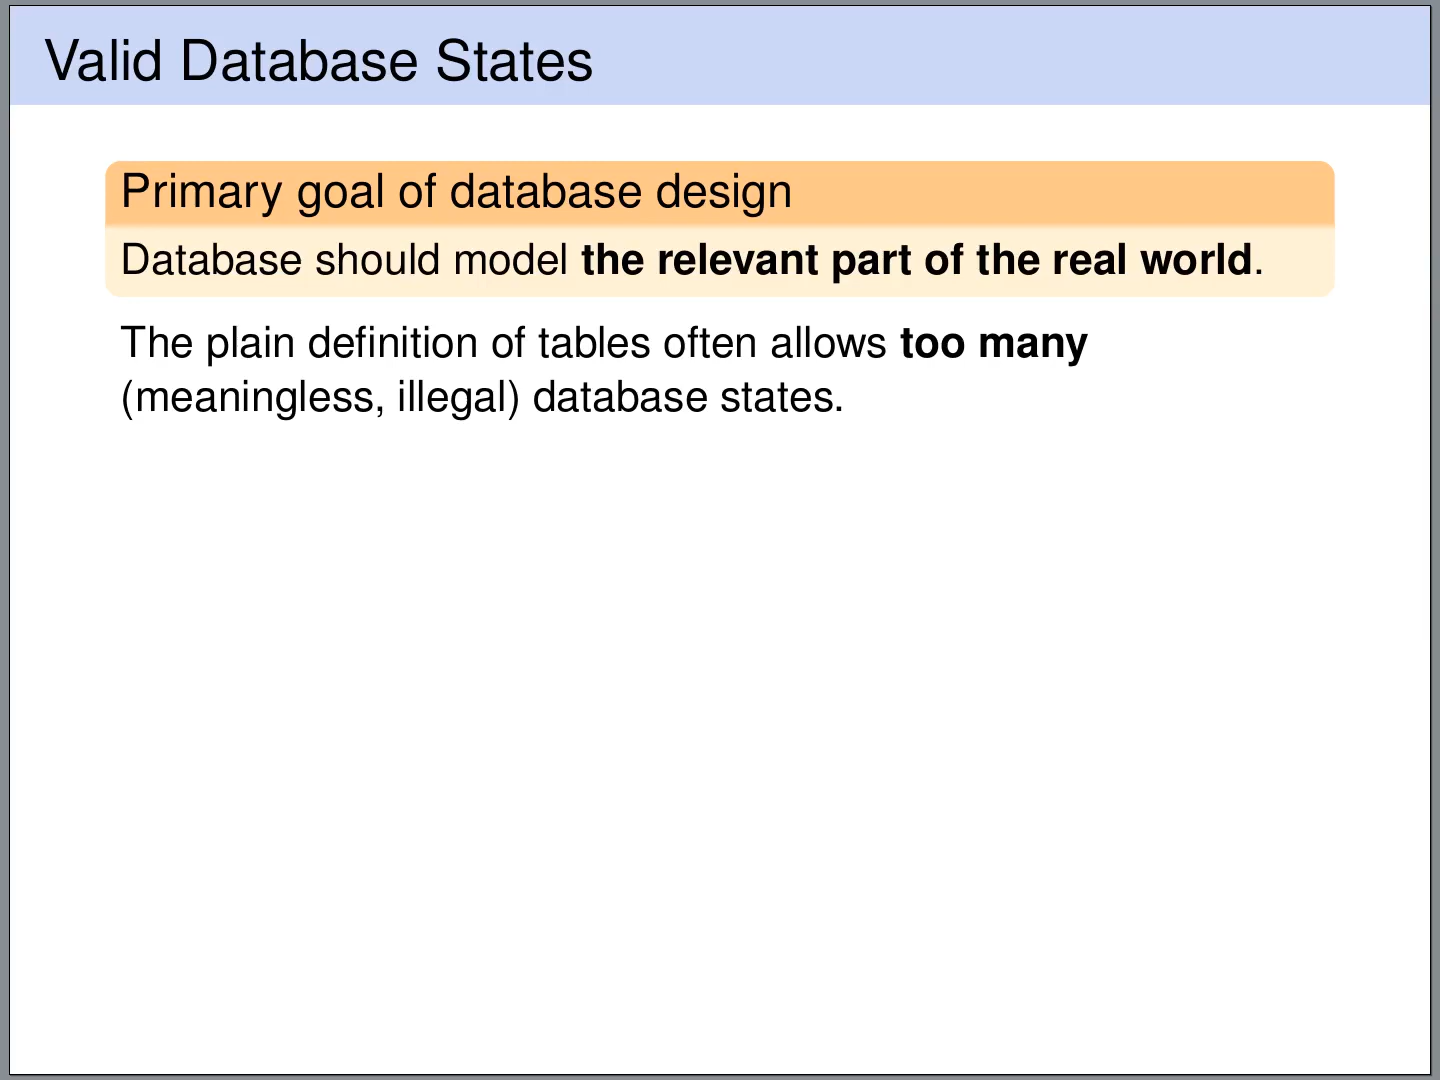 Valid Database States
Primary goal of database design
Database should model the relevant part of the real world.
The plain definition of tables often allows too many
(meaningless, illegal) database states.